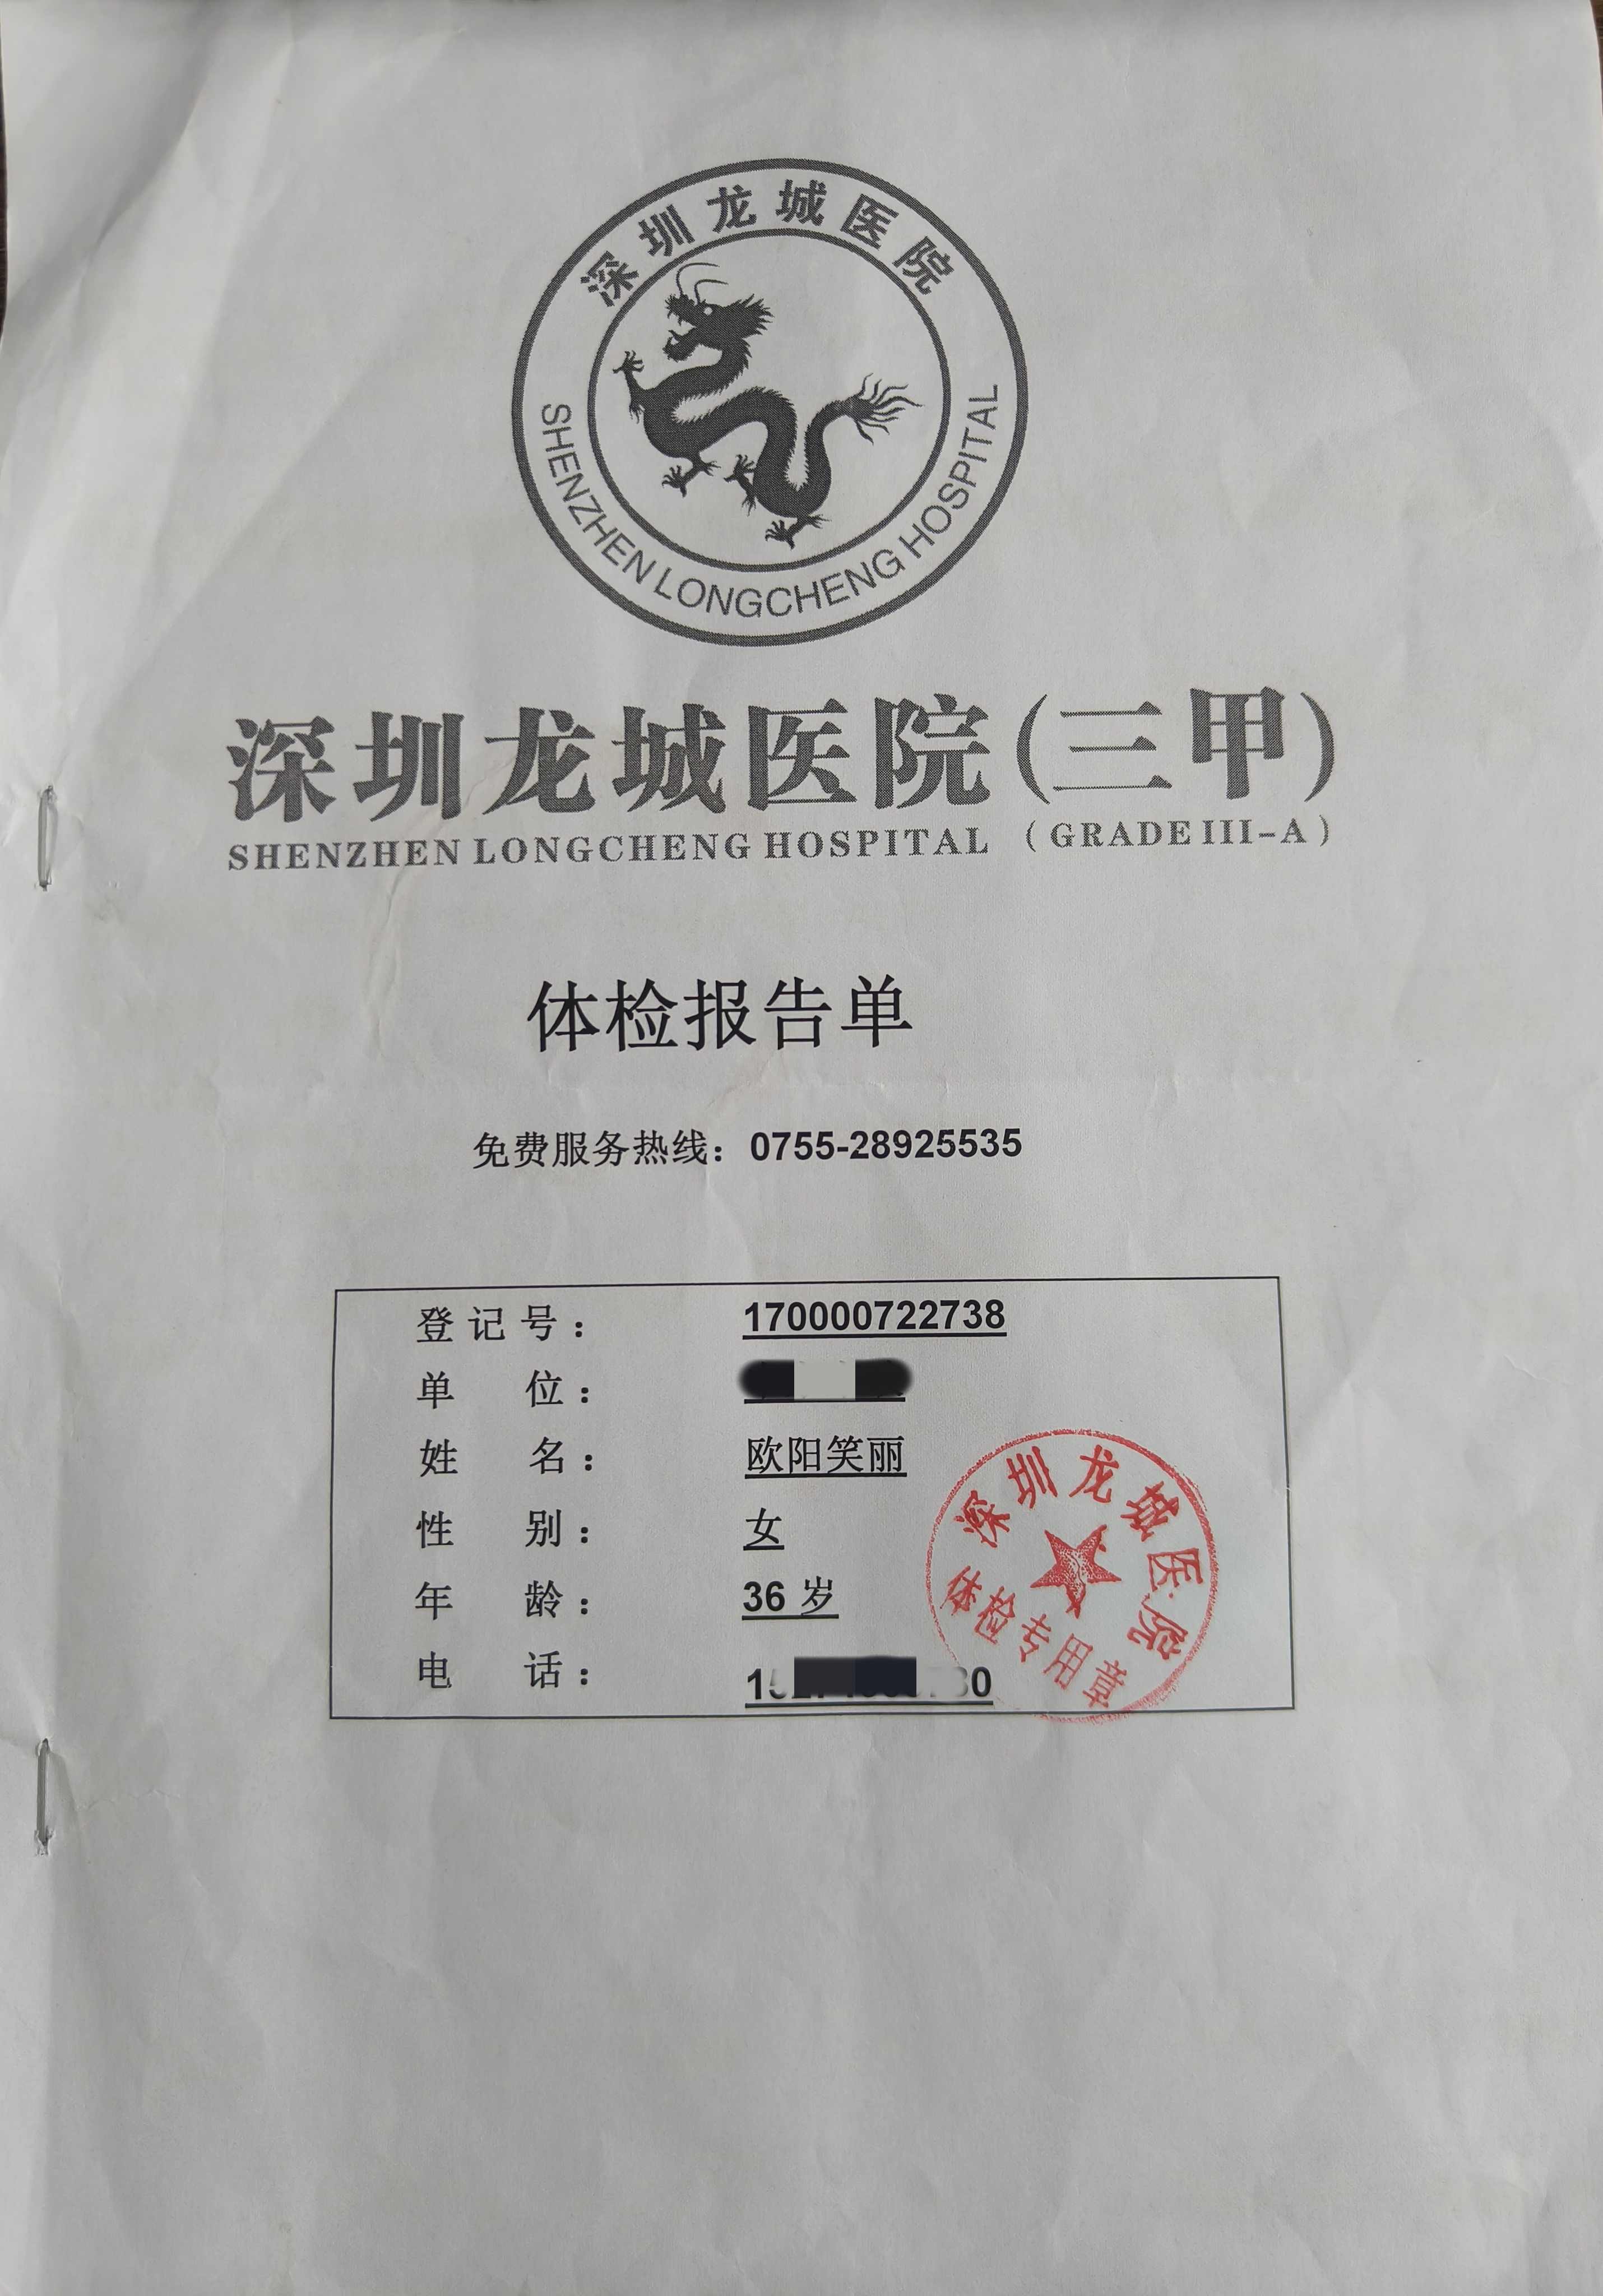 深圳龙城医院
SHENZHEN LONGCHENG HOSPITAL
深圳龙城医院(三甲)
SHENZHEN LONGCHENG HOSPITAL (GRADE III-A)
体检报告单
免费服务热线：0755-28925535
登记号： 170000722738
单 位：
姓 名： 欧阳笑丽
性 别： 女
年 龄： 36 岁
电 话：
深圳龙城医院
体检专用章